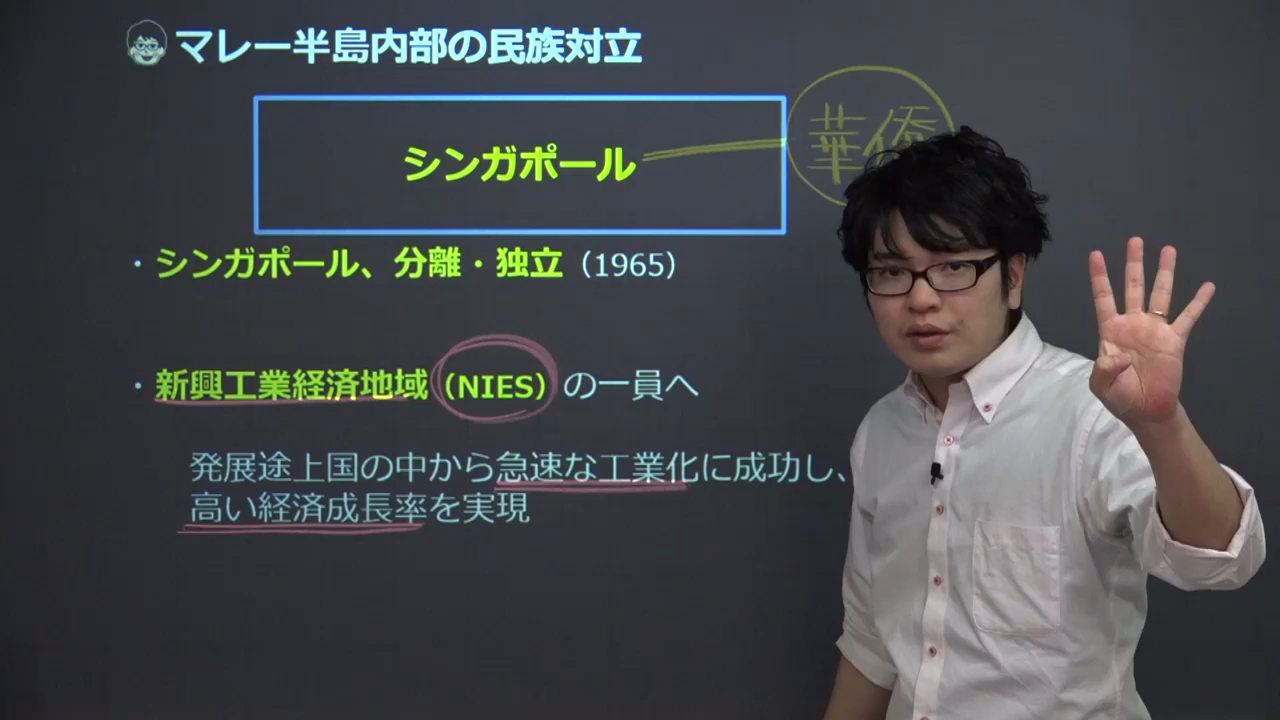 マレー半島内部の民族対立
シンガポール
華僑
・シンガポール、分離・独立（1965）
・新興工業経済地域（NIES）の一員へ
発展途上国の中から急速な工業化に成功し、
高い経済成長率を実現